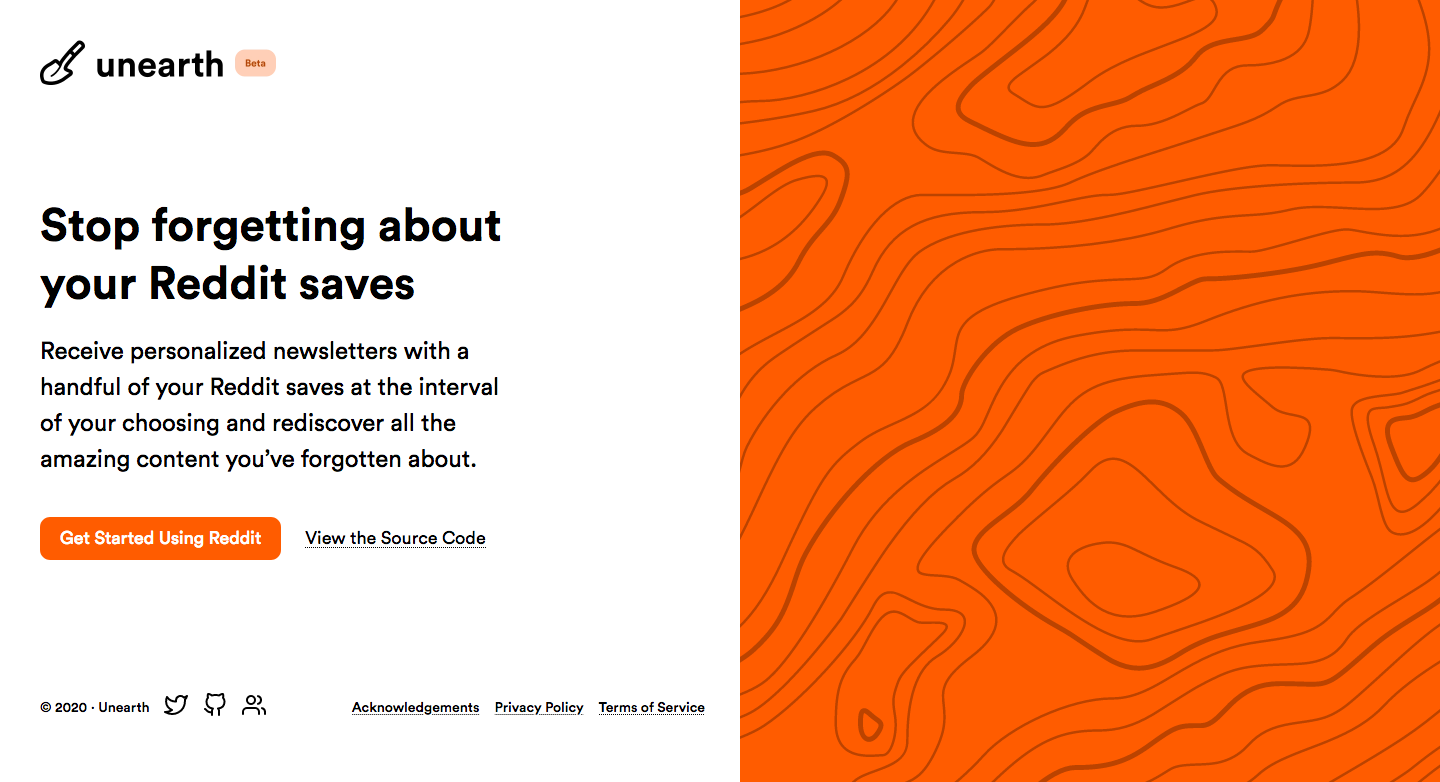 unearth Beta
Stop forgetting about
your Reddit saves
Receive personalized newsletters with a
handful of your Reddit saves at the interval
of your choosing and rediscover all the
amazing content you’ve forgotten about.
Get Started Using Reddit View the Source Code
© 2020 · Unearth Acknowledgements Privacy Policy Terms of Service